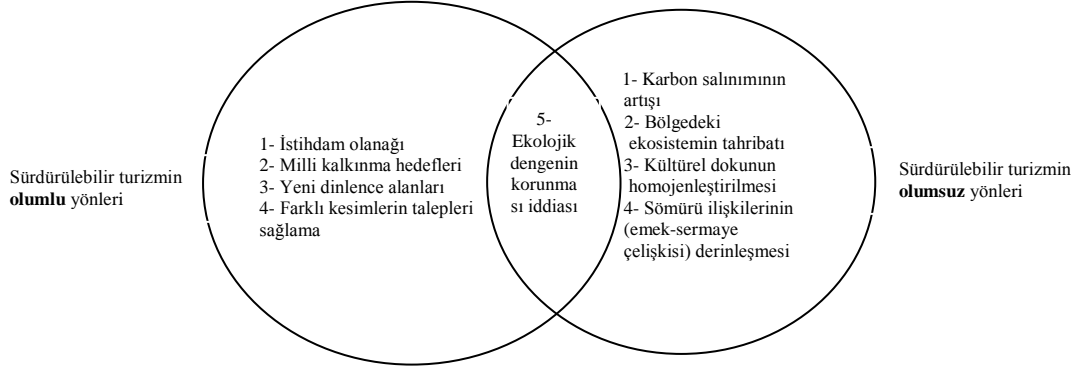 Sürdürülebilir turizmin
olumlu yönleri
1- İstihdam olanağı
2- Milli kalkınma hedefleri
3- Yeni dinlence alanları
4- Farklı kesimlerin talepleri
sağlama
5-
Ekolojik
dengenin
korunma
sı iddiası
1- Karbon salınımının
artışı
2- Bölgedeki
ekosistemin tahribatı
3- Kültürel dokunun
homojenleştirilmesi
4- Sömürü ilişkilerinin
(emek-sermaye
çelişkisi) derinleşmesi
Sürdürülebilir turizmin
olumsuz yönleri